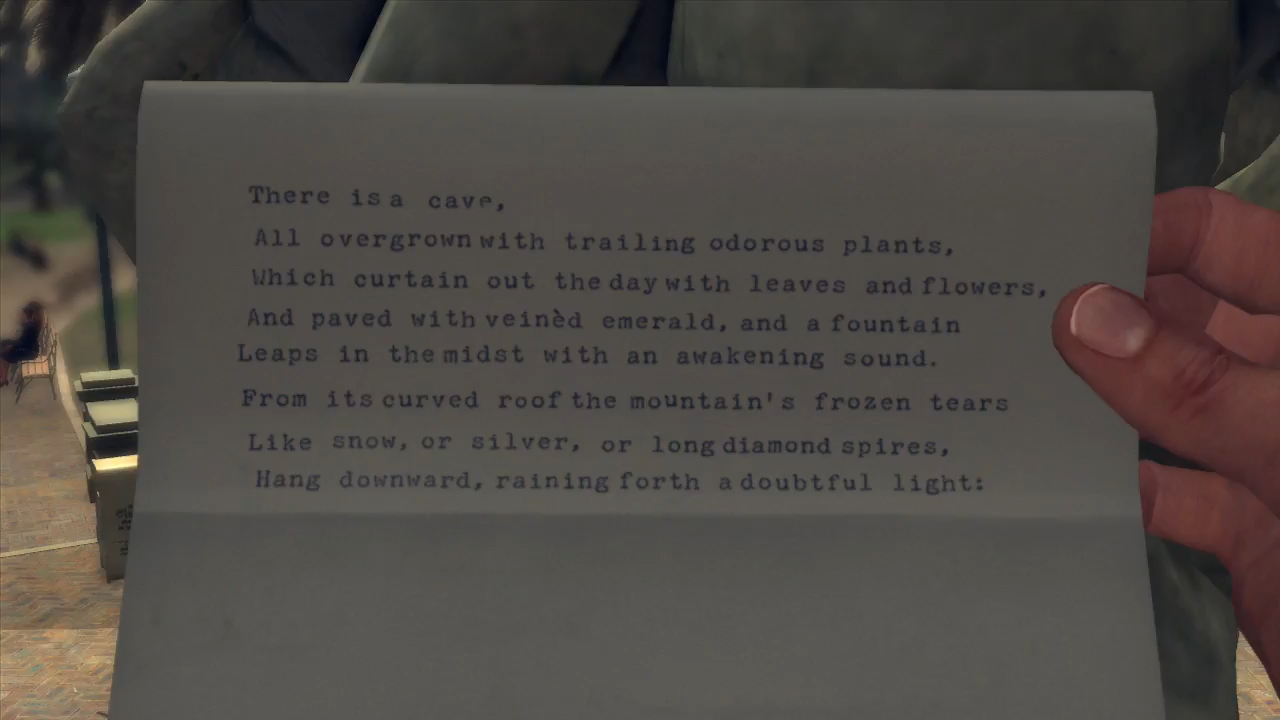 There is a cave,
All overgrown with trailing odorous plants,
Which curtain out the day with leaves and flowers,
And paved with veinèd emerald, and a fountain
Leaps in the midst with an awakening sound.
From its curved roof the mountain's frozen tears
Like snow, or silver, or long diamond spires,
Hang downward, raining forth a doubtful light: